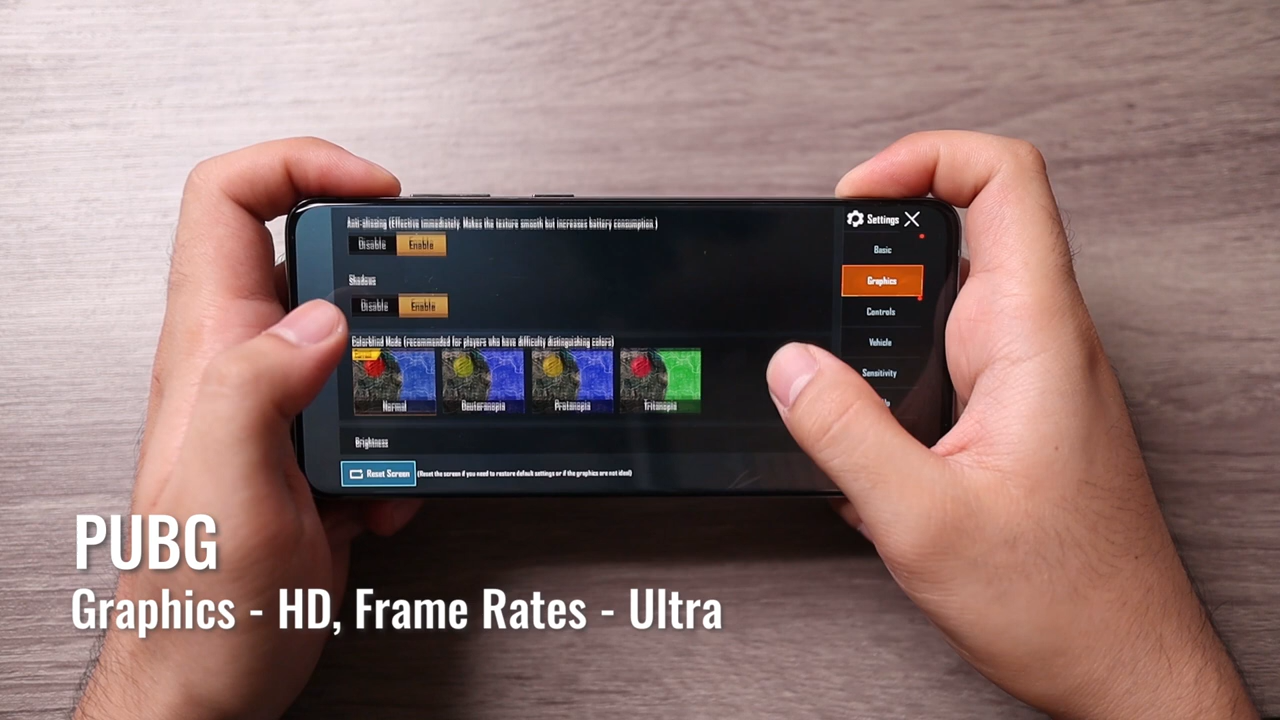 Anti-aliasing (Effective immediately. Makes the texture smooth but increases battery consumption.)
Disable Enable
Shadows
Disable Enable
Colorblind Mode (recommended for players who have difficulty distinguishing colors)
Normal Deuteranopia Protanopia Tritanopia
Brightness
Reset Screen (Reset the screen if you need to restore default settings or if the graphics are not ideal)
Settings
Basic
Graphics
Controls
Vehicle
Sensitivity
PUBG
Graphics - HD, Frame Rates - Ultra